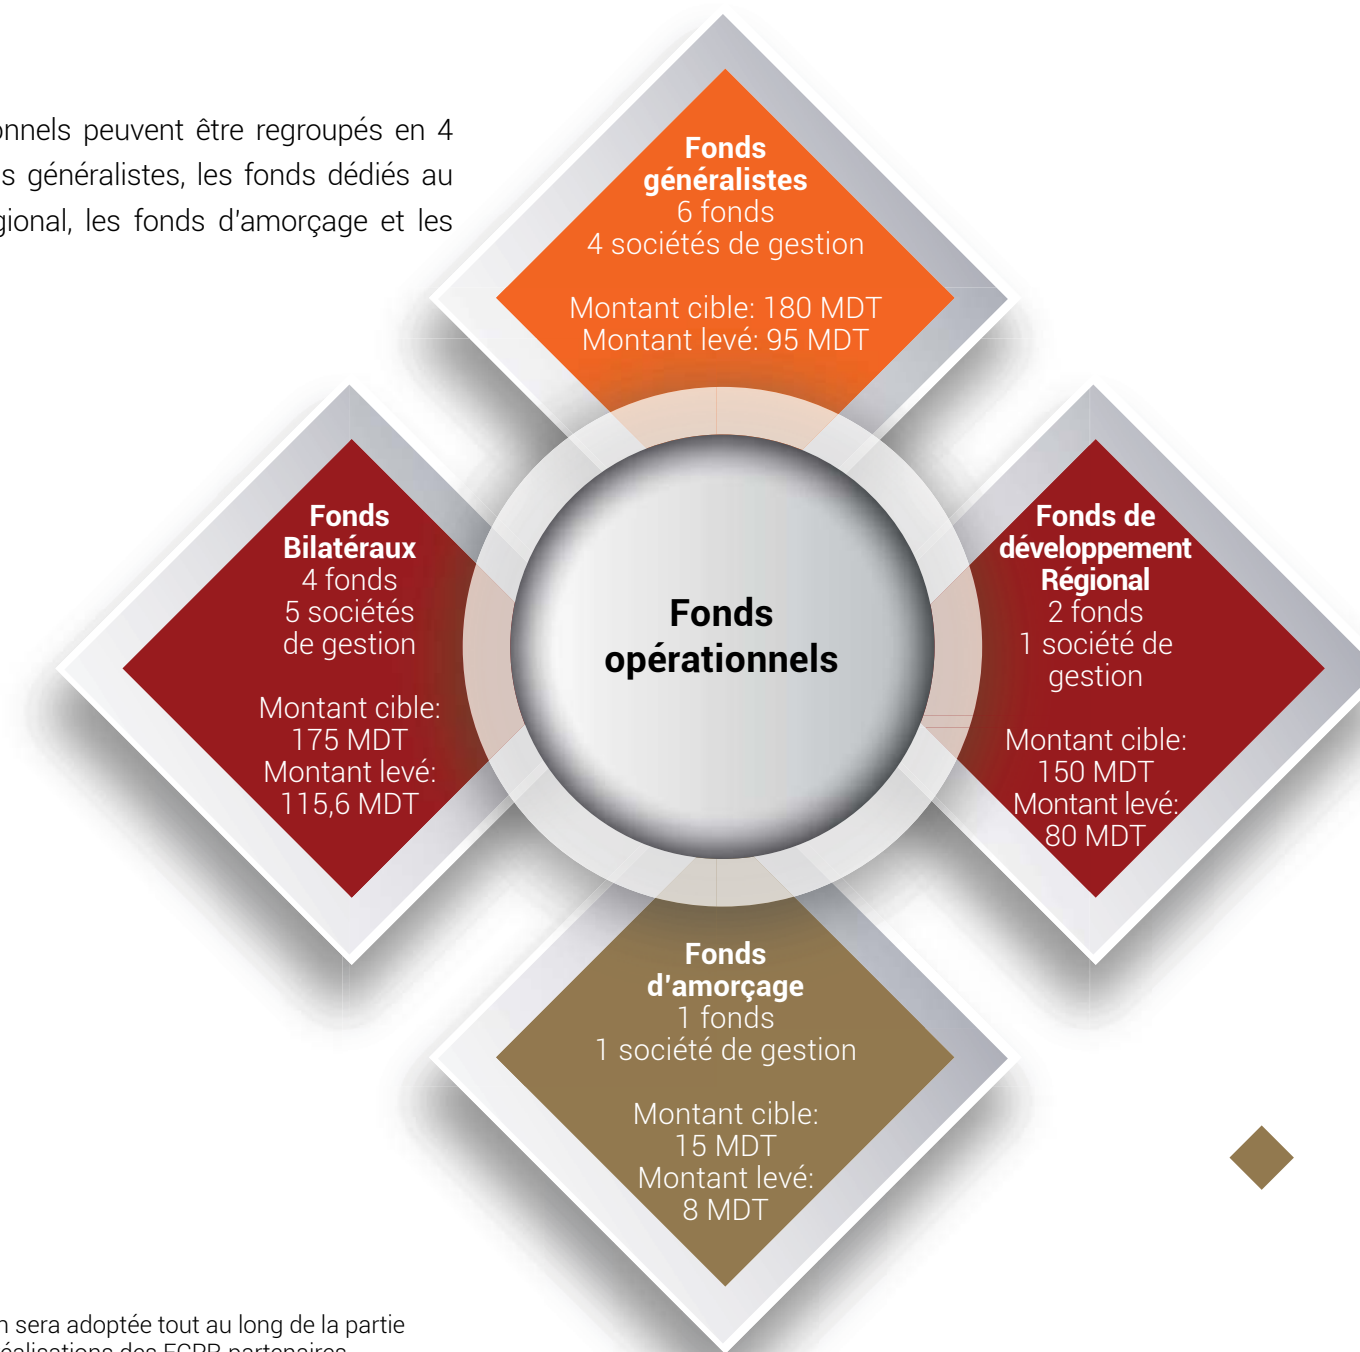 onnels peuvent être regroupés en 4
s généralistes, les fonds dédiés au
gional, les fonds d'amorçage et les
Fonds
généralistes
6 fonds
4 sociétés de gestion
Montant cible: 180 MDT
Montant levé: 95 MDT
Fonds
Bilatéraux
4 fonds
5 sociétés
de gestion
Montant cible:
175 MDT
Montant levé:
115,6 MDT
Fonds
opérationnels
Fonds de
développement
Régional
2 fonds
1 société de
gestion
Montant cible:
150 MDT
Montant levé:
80 MDT
Fonds
d'amorçage
1 fonds
1 société de gestion
Montant cible:
15 MDT
Montant levé:
8 MDT
n sera adoptée tout au long de la partie
éalisations des FCPR partenaires